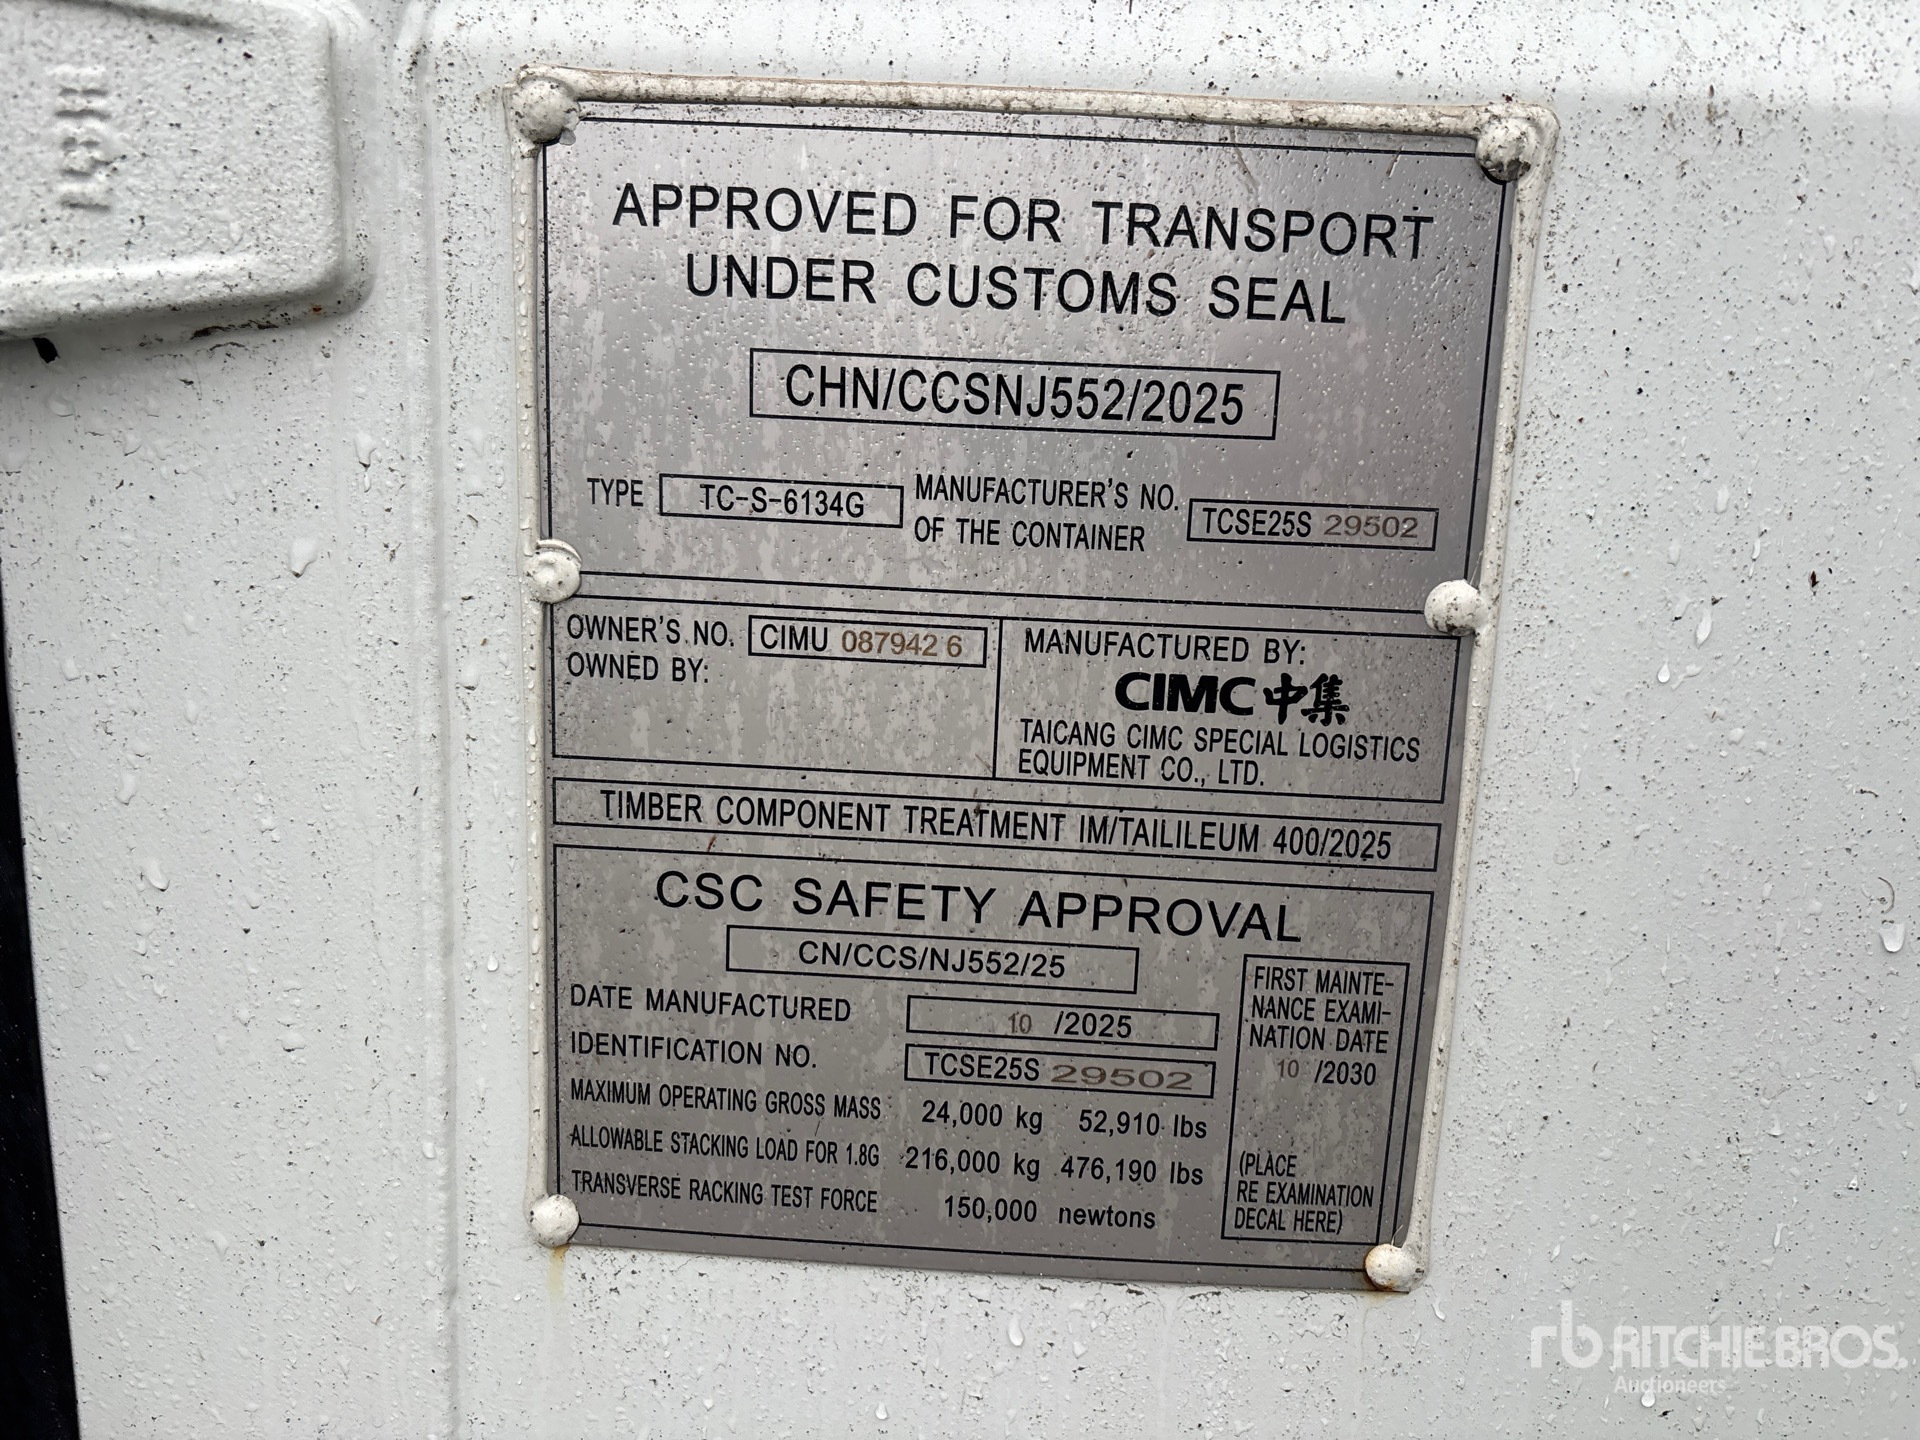 APPROVED FOR TRANSPORT
UNDER CUSTOMS SEAL
CHN/CCSNJ552/2025
TYPE TC-S-6134G MANUFACTURER'S NO. OF THE CONTAINER TCSE25S 29502
OWNER'S NO. CIMU 087942 6
OWNED BY:
MANUFACTURED BY:
CIMC 中集
TAICANG CIMC SPECIAL LOGISTICS
EQUIPMENT CO., LTD.
TIMBER COMPONENT TREATMENT IM/TAILILEUM 400/2025
CSC SAFETY APPROVAL
CN/CCS/NJ552/25
DATE MANUFACTURED 10 /2025
IDENTIFICATION NO. TCSE25S 29502
MAXIMUM OPERATING GROSS MASS 24,000 kg 52,910 lbs
ALLOWABLE STACKING LOAD FOR 1.8G 216,000 kg 476,190 lbs
TRANSVERSE RACKING TEST FORCE 150,000 newtons
FIRST MAINTE-
NANCE EXAMI-
NATION DATE
10 /2030
(PLACE
RE EXAMINATION
DECAL HERE)
rb RITCHIE BROS.
Auctioneers